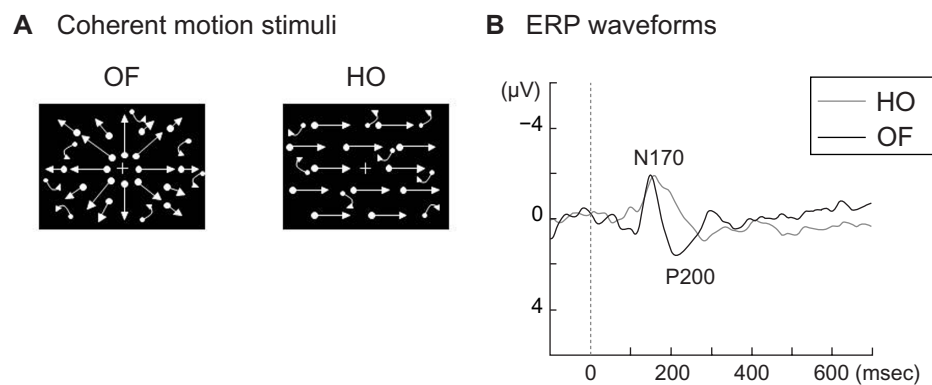 A Coherent motion stimuli
OF
HO
B ERP waveforms
(μV)
−4
0
4
N170
P200
HO
OF
0
200
400
600 (msec)